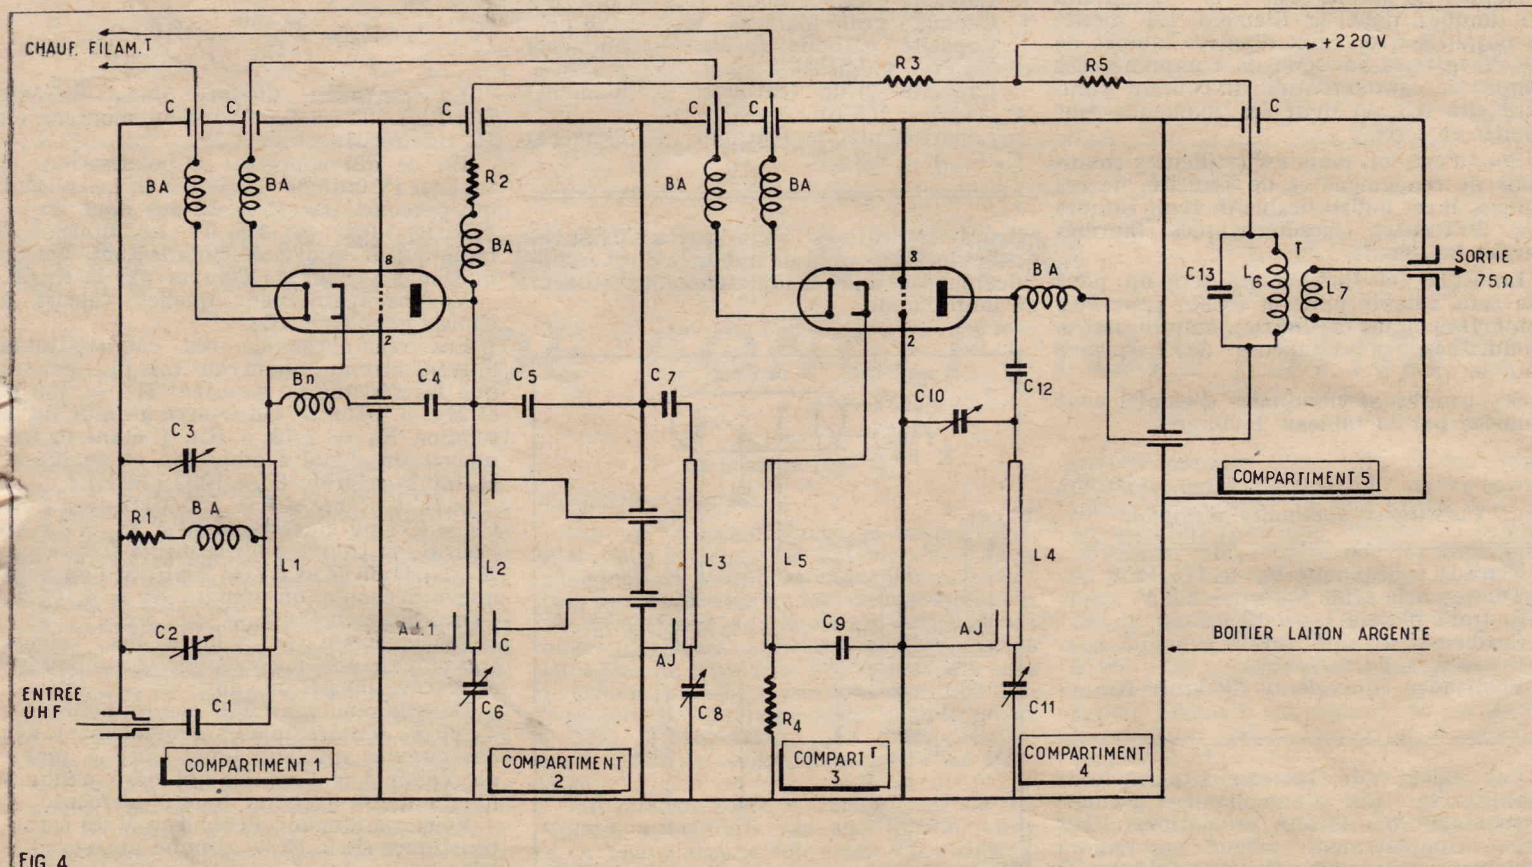 CHAUF. FILAM.T
R3
R5
+220V
C
C
C
C
C
BA
BA
R2
BA
BA
BA
BA
8
2
8
2
C13
L6
T
L7
SORTIE
75Ω
Bn
C4
C5
C7
C10
C12
C3
R1
BA
L1
L2
L3
L5
L4
COMPARTIMENT 5
C2
AJ.1
C
AJ
C9
AJ
BOITIER LAITON ARGENTE
ENTREE
UHF
C1
C6
C8
R4
C11
COMPARTIMENT 1
COMPARTIMENT
2
COMPART T
3
COMPARTIMENT
4
FIG. 4